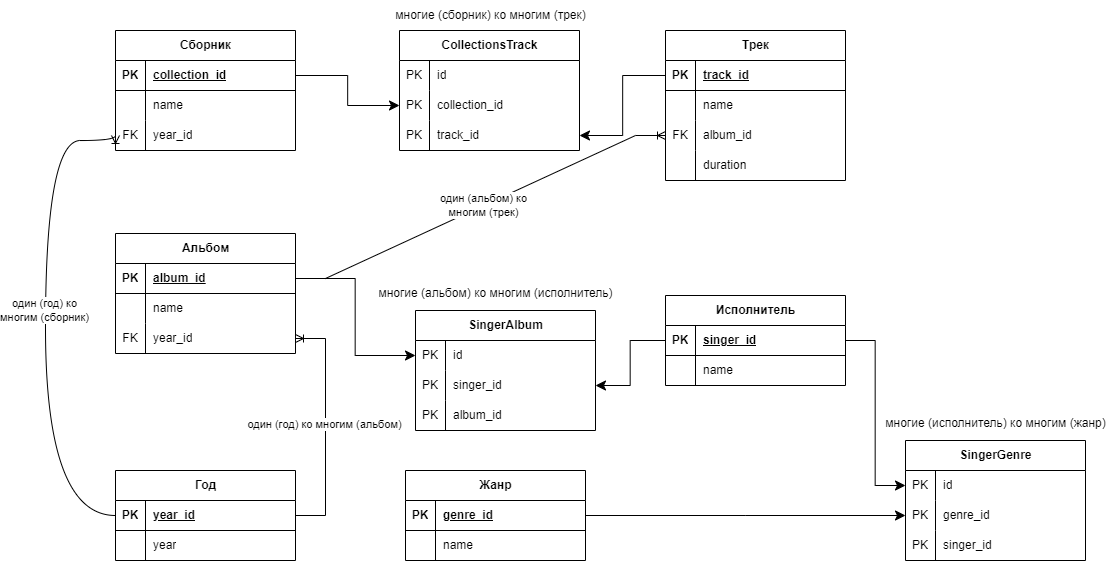 многие (сборник) ко многим (трек)
Сборник
PK collection_id
name
FK year_id
CollectionsTrack
PK id
PK collection_id
PK track_id
Трек
PK track_id
name
FK album_id
duration
один (альбом) ко
многим (трек)
Альбом
PK album_id
name
FK year_id
один (год) ко
многим (сборник)
многие (альбом) ко многим (исполнитель)
SingerAlbum
PK id
PK singer_id
PK album_id
Исполнитель
PK singer_id
name
один (год) ко многим (альбом)
многие (исполнитель) ко многим (жанр)
Год
PK year_id
year
Жанр
PK genre_id
name
SingerGenre
PK id
PK genre_id
PK singer_id